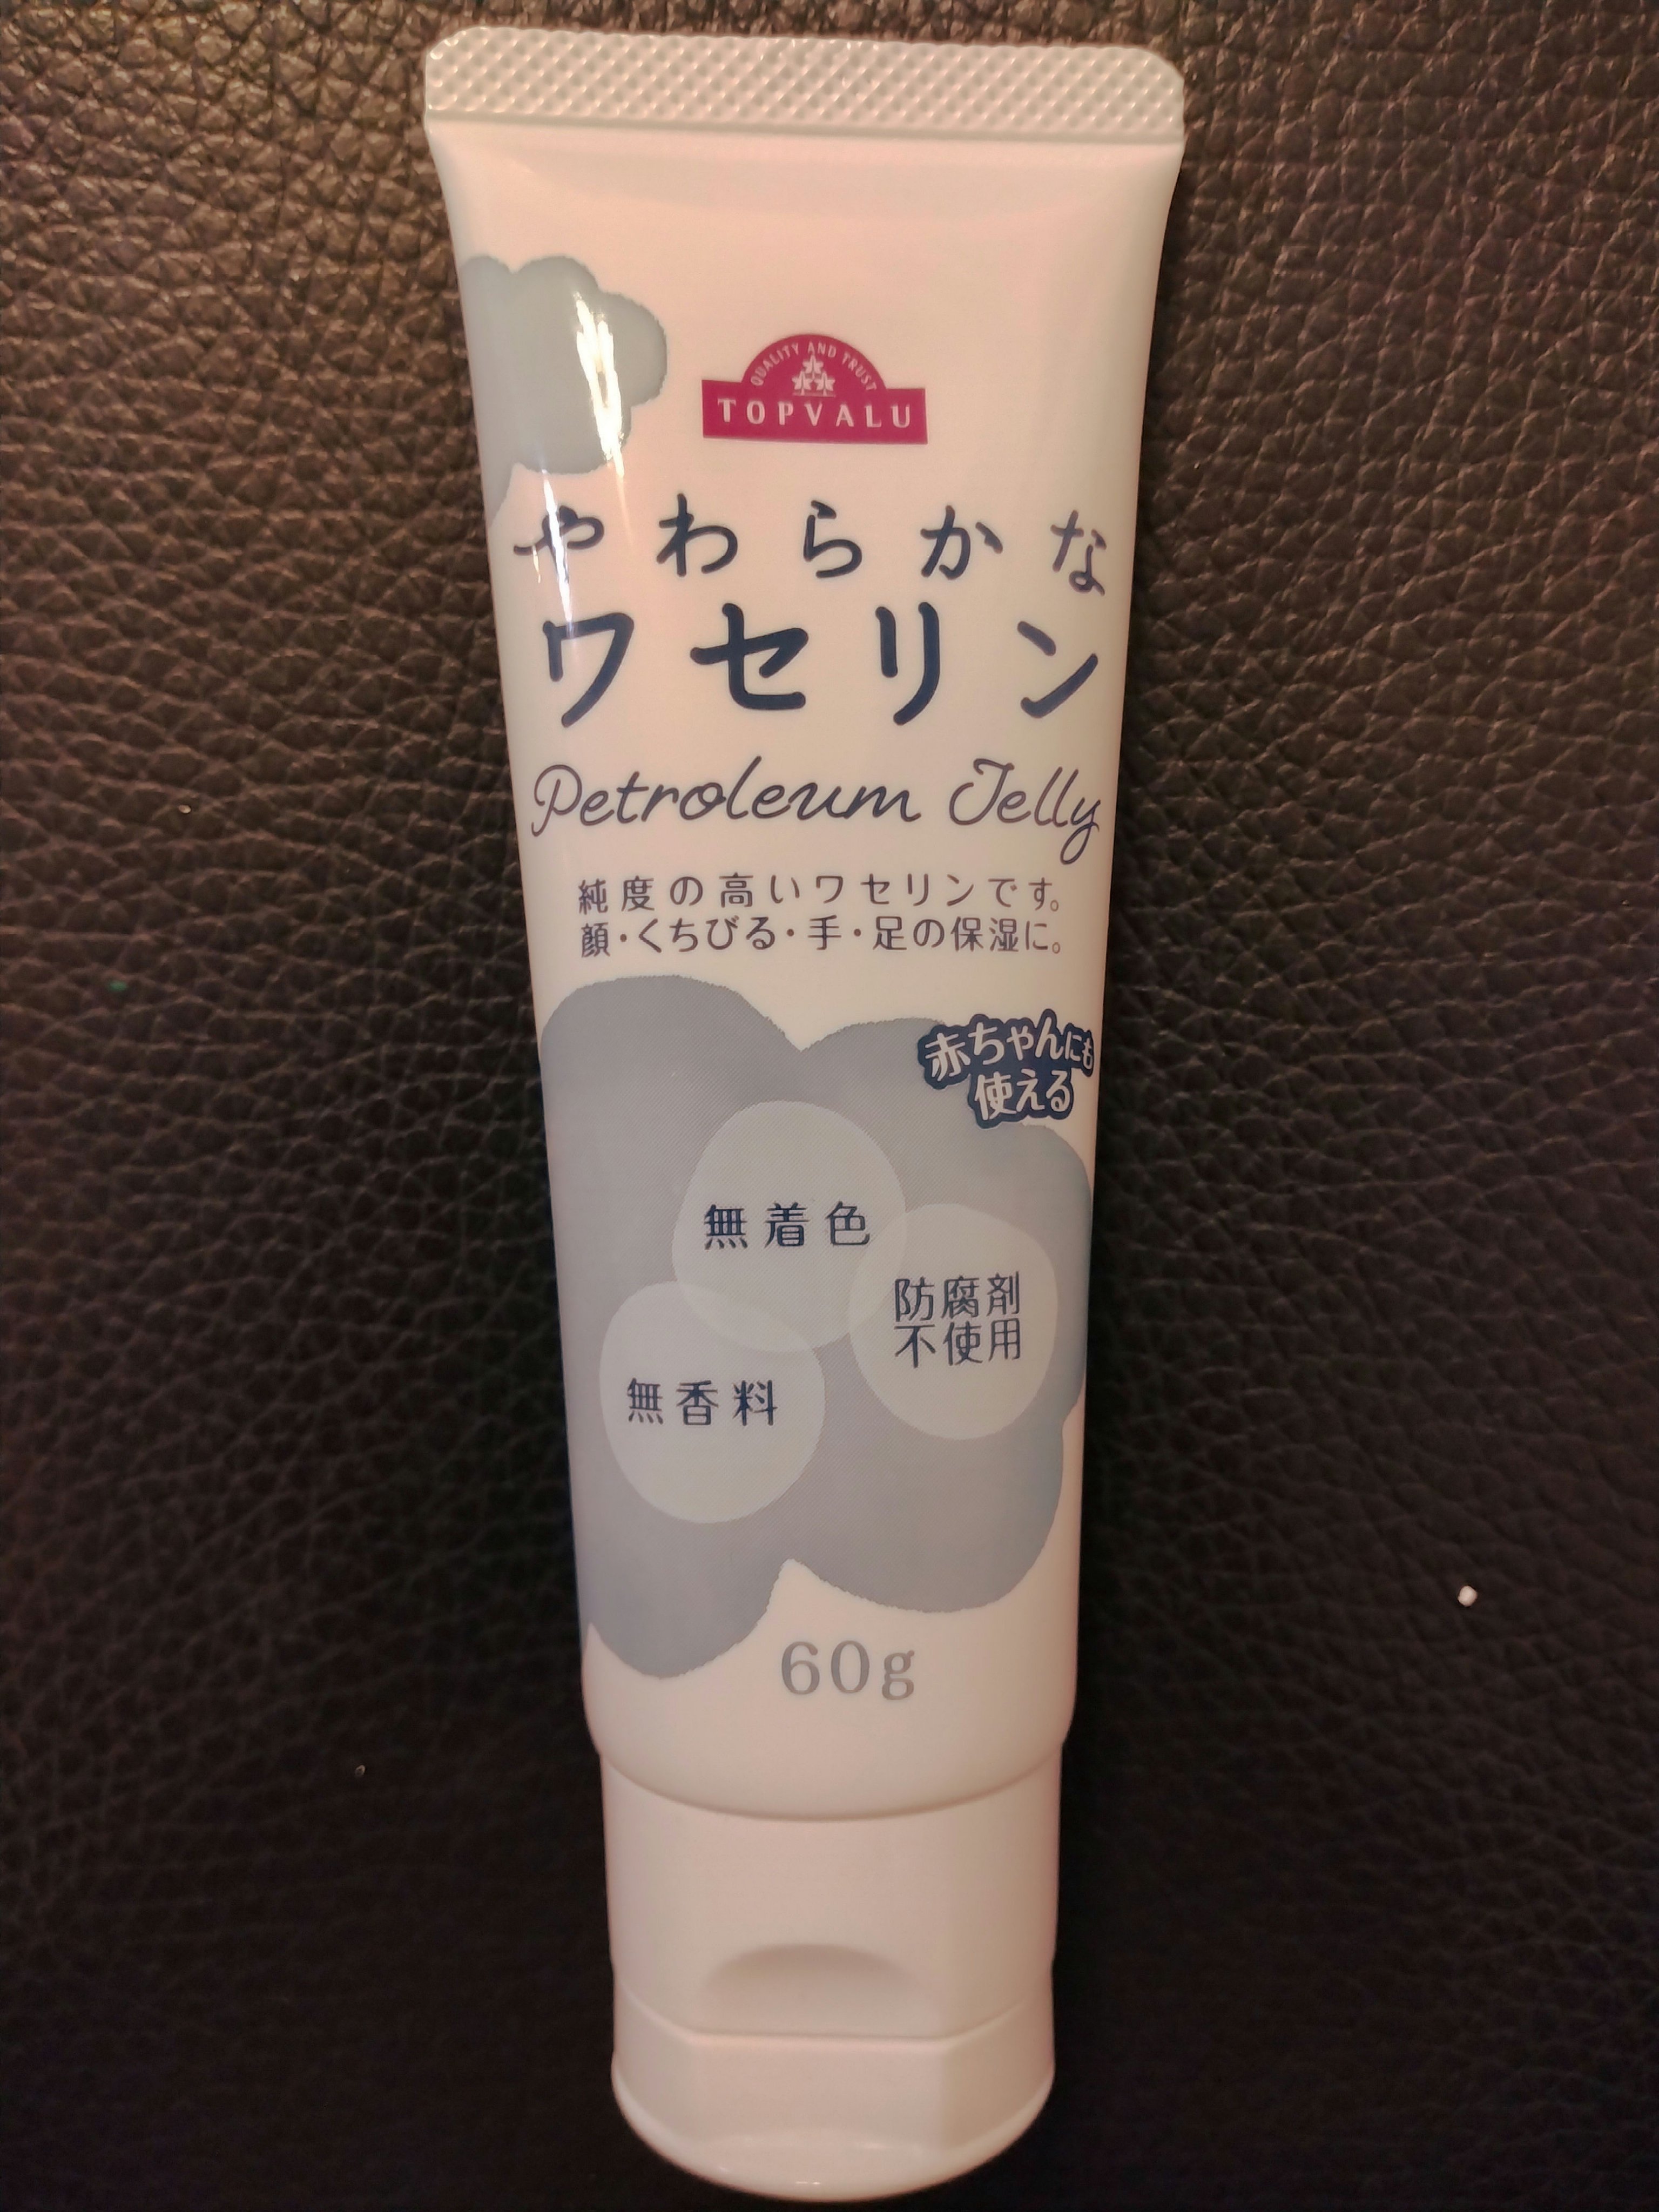 QUALITY AND TRUST
TOPVALU
やわらかな
ワセリン
Petroleum Jelly
純度の高いワセリンです。
顔・くちびる・手・足の保湿に。
赤ちゃんにも
使える
無着色
防腐剤
不使用
無香料
60g